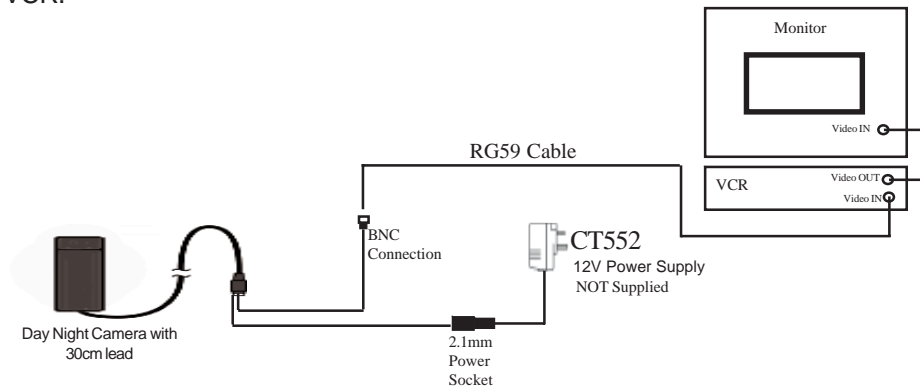 VCR.
Monitor
Video IN
RG59 Cable
VCR
Video OUT
Video IN
BNC
Connection
CT552
12V Power Supply
NOT Supplied
Day Night Camera with
30cm lead
2.1mm
Power
Socket